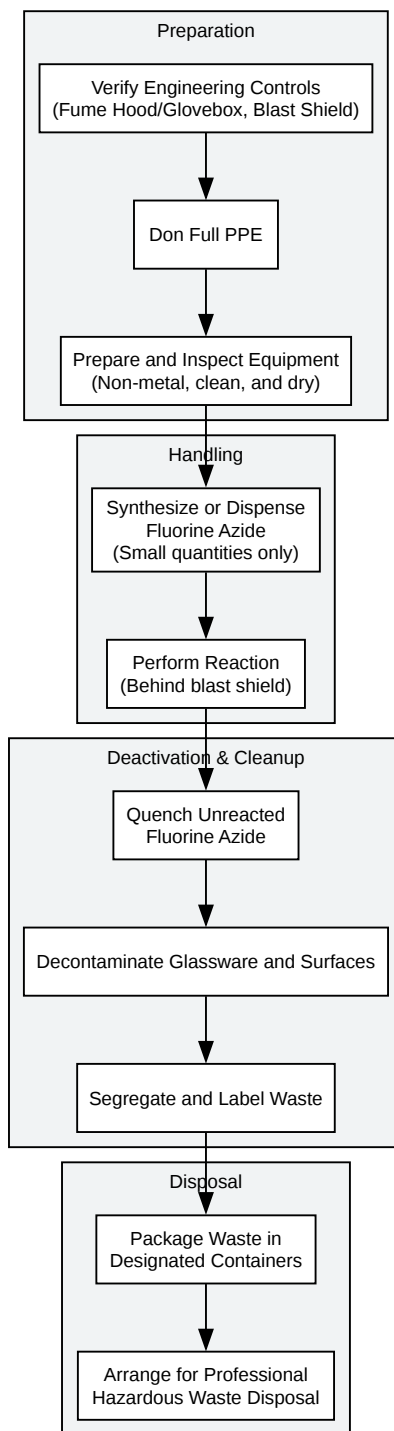 Preparation
Verify Engineering Controls
(Fume Hood/Glovebox, Blast Shield)
Don Full PPE
Prepare and Inspect Equipment
(Non-metal, clean, and dry)
Handling
Synthesize or Dispense
Fluorine Azide
(Small quantities only)
Perform Reaction
(Behind blast shield)
Deactivation & Cleanup
Quench Unreacted
Fluorine Azide
Decontaminate Glassware and Surfaces
Segregate and Label Waste
Disposal
Package Waste in
Designated Containers
Arrange for Professional
Hazardous Waste Disposal